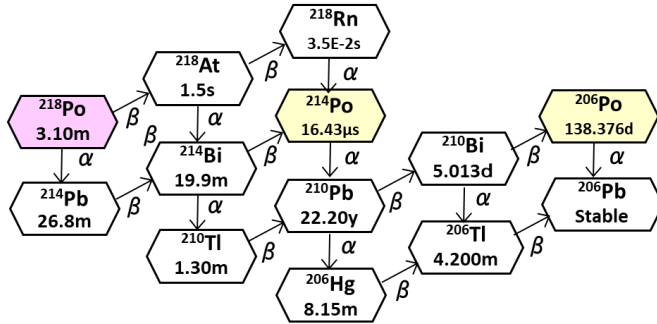 218Rn
3.5E-2s
218At
1.5s
β
α
218Po
3.10m
β
α
β
214Po
16.43µs
206Po
138.376d
α
214Bi
19.9m
β
α
210Bi
5.013d
β
α
214Pb
26.8m
β
α
210Pb
22.20y
β
α
206Pb
Stable
210Tl
1.30m
β
α
206Tl
4.200m
β
206Hg
8.15m
β